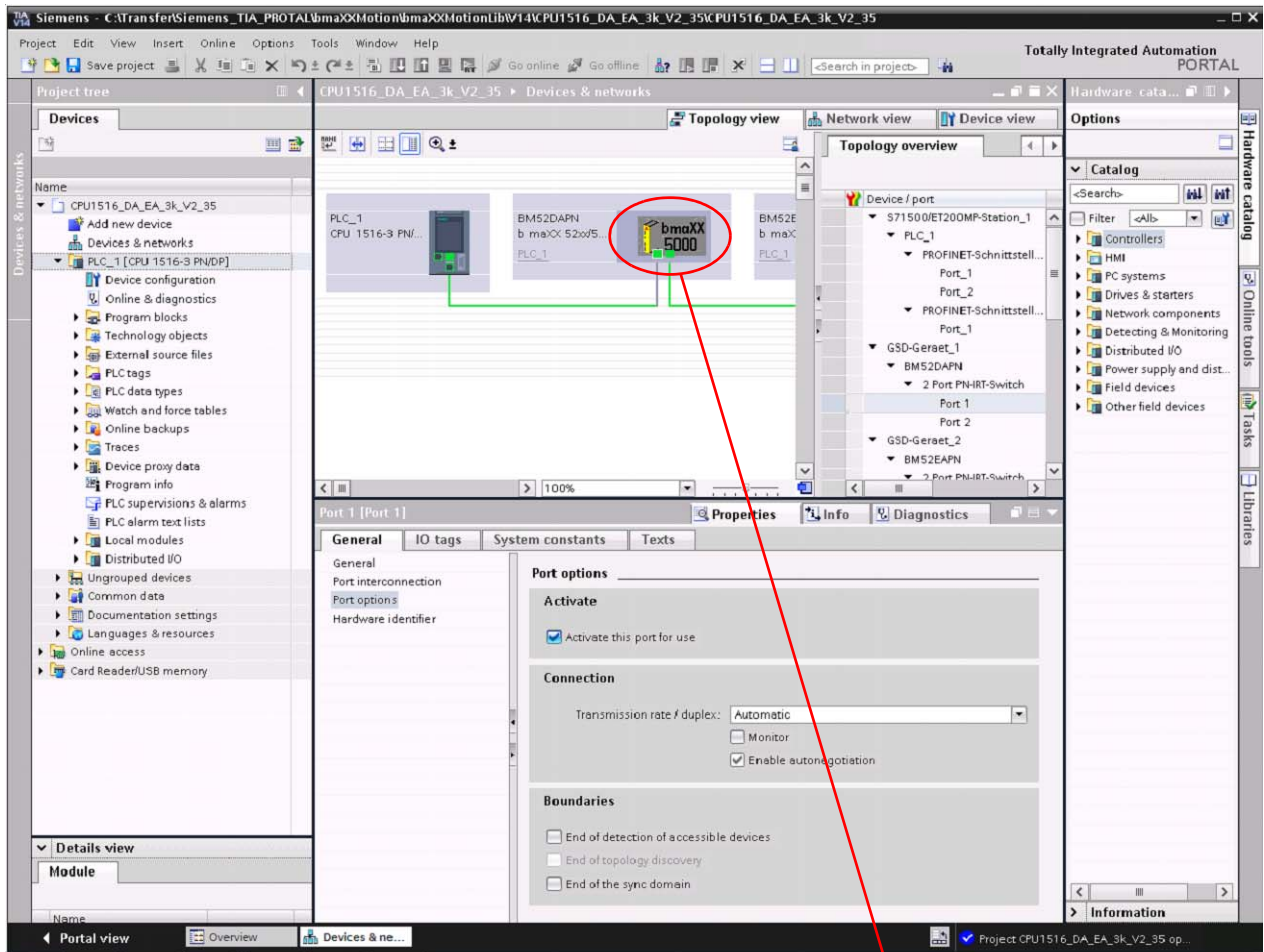 Siemens - C:\Transfer\Siemens_TIA_PROTAL\bmaXXMotion\bmaXXMotionLib\V14\CPU1516_DA_EA_3k_V2_35\CPU1516_DA_EA_3k_V2_35
Project Edit View Insert Online Options Tools Window Help
Save project Go online Go offline <Search in project>
Totally Integrated Automation
PORTAL
Project tree
Devices
Devices & networks
Name
CPU1516_DA_EA_3k_V2_35
Add new device
Devices & networks
PLC_1 [CPU 1516-3 PN/DP]
Device configuration
Online & diagnostics
Program blocks
Technology objects
External source files
PLC tags
PLC data types
Watch and force tables
Online backups
Traces
Device proxy data
Program info
PLC supervisions & alarms
PLC alarm text lists
Local modules
Distributed I/O
Ungrouped devices
Common data
Documentation settings
Languages & resources
Online access
Card Reader/USB memory
Details view
Module
Name
CPU1516_DA_EA_3k_V2_35 Devices & networks
Topology view Network view Device view
PLC_1
CPU 1516-3 PN/...
BM52DAPN
b maXX 52xx/5...
PLC_1
bmaXX
5000
BM52E
b maX
PLC_1
100%
Topology overview
Device / port
S71500/ET200MP-Station_1
PLC_1
PROFINET-Schnittstell...
Port_1
Port_2
PROFINET-Schnittstell...
Port_1
GSD-Geraet_1
BM52DAPN
2 Port PN-IRT-Switch
Port 1
Port 2
GSD-Geraet_2
BM52EAPN
2 Port PN-IRT-Switch
Port 1 [Port 1]
Properties Info Diagnostics
General IO tags System constants Texts
General
Port interconnection
Port options
Hardware identifier
Port options
Activate
Activate this port for use
Connection
Transmission rate / duplex: Automatic
Monitor
Enable autonegotiation
Boundaries
End of detection of accessible devices
End of topology discovery
End of the sync domain
Hardware cata...
Options
Catalog
<Search>
Filter <All>
Controllers
HMI
PC systems
Drives & starters
Network components
Detecting & Monitoring
Distributed I/O
Power supply and dist...
Field devices
Other field devices
Information
Hardware catalog
Online tools
Tasks
Libraries
Portal view Overview Devices & ne...
Project CPU1516_DA_EA_3k_V2_35 op...